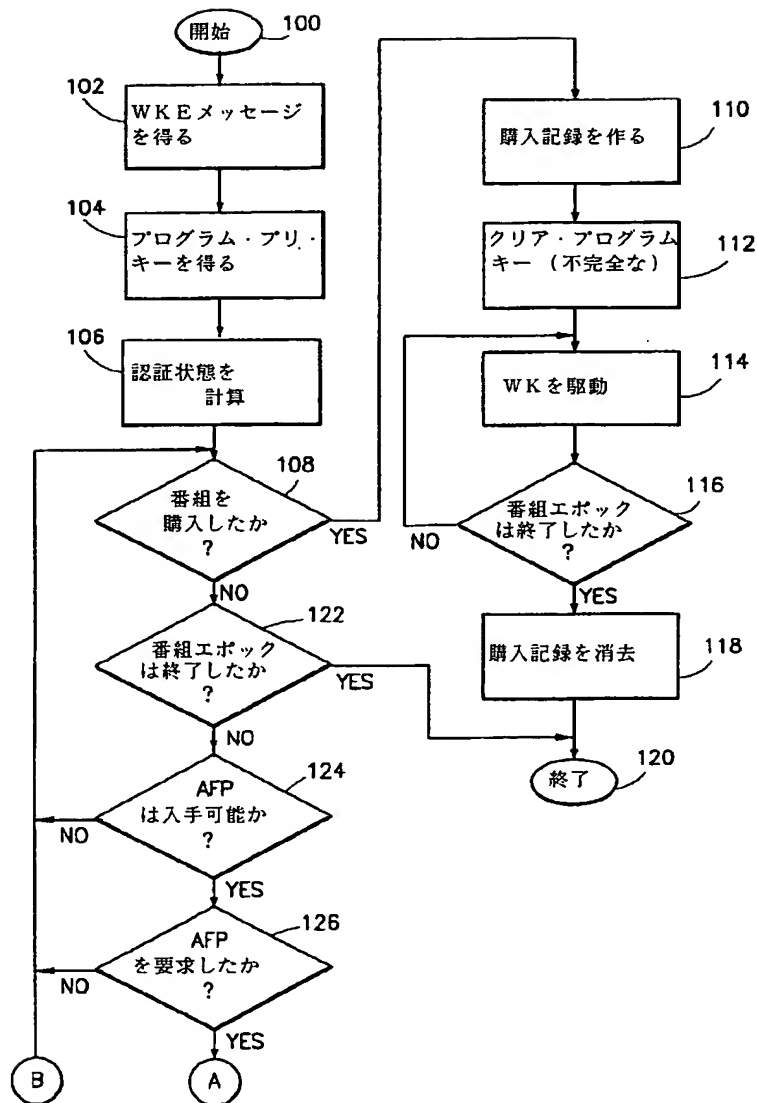 開始
100
102
WKEメッセージ
を得る
104
プログラム・プリ・
キーを得る
106
認証状態を
計算
108
番組を
購入したか
?
YES
NO
122
番組エポック
は終了したか
?
YES
NO
124
AFP
は入手可能か
?
NO
YES
126
AFP
を要求したか
?
NO
YES
B
A
110
購入記録を作る
クリア・プログラム
キー(不完全な)
112
WKを駆動
114
116
番組エポック
は終了したか
?
NO
YES
購入記録を消去
118
終了
120